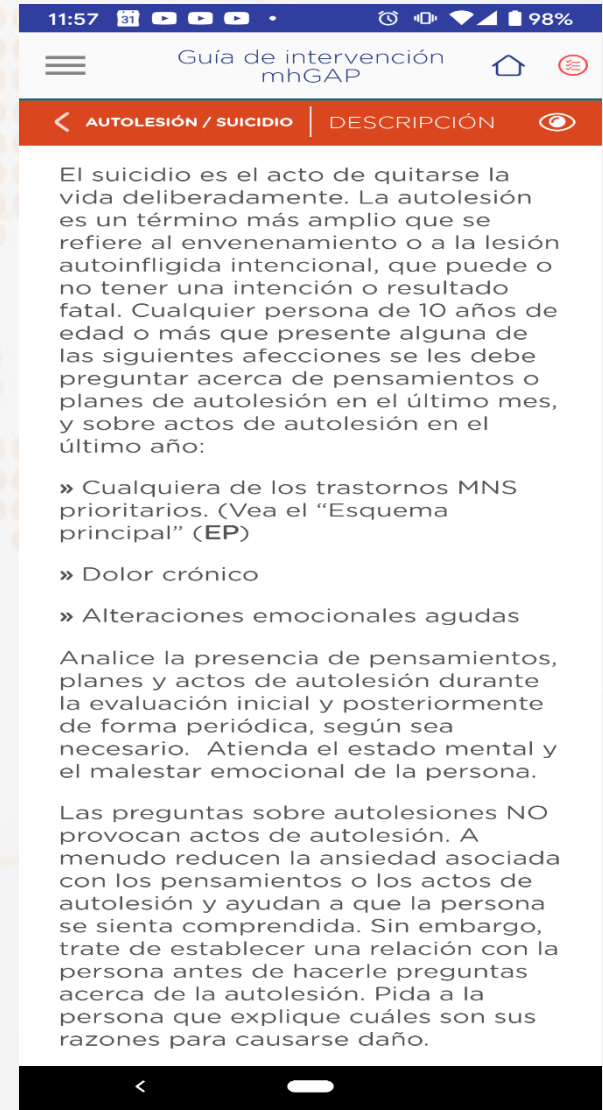 11:57 31 98%
Guía de intervención
mhGAP
AUTOLESIÓN / SUICIDIO | DESCRIPCIÓN
El suicidio es el acto de quitarse la
vida deliberadamente. La autolesión
es un término más amplio que se
refiere al envenenamiento o a la lesión
autoinfligida intencional, que puede o
no tener una intención o resultado
fatal. Cualquier persona de 10 años de
edad o más que presente alguna de
las siguientes afecciones se les debe
preguntar acerca de pensamientos o
planes de autolesión en el último mes,
y sobre actos de autolesión en el
último año:
» Cualquiera de los trastornos MNS
prioritarios. (Vea el “Esquema
principal” (EP)
» Dolor crónico
» Alteraciones emocionales agudas
Analice la presencia de pensamientos,
planes y actos de autolesión durante
la evaluación inicial y posteriormente
de forma periódica, según sea
necesario. Atienda el estado mental y
el malestar emocional de la persona.
Las preguntas sobre autolesiones NO
provocan actos de autolesión. A
menudo reducen la ansiedad asociada
con los pensamientos o los actos de
autolesión y ayudan a que la persona
se sienta comprendida. Sin embargo,
trate de establecer una relación con la
persona antes de hacerle preguntas
acerca de la autolesión. Pida a la
persona que explique cuáles son sus
razones para causarse daño.